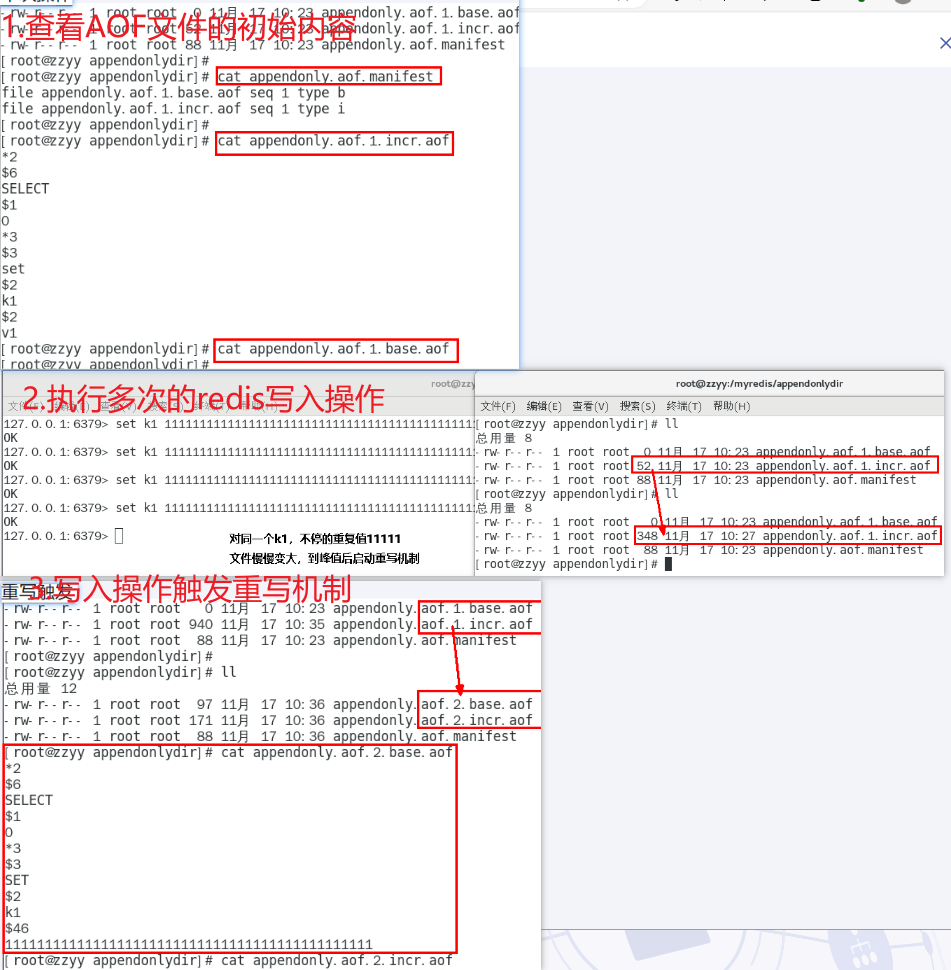 1.查看AOF文件的初始内容
-rw-r--r-- 1 root root 0 11月 17 10:23 appendonly.aof.1.base.aof
-rw-r--r-- 1 root root 52 11月 17 10:23 appendonly.aof.1.incr.aof
-rw-r--r-- 1 root root 88 11月 17 10:23 appendonly.aof.manifest
[root@zzyy appendonlydir]#
[root@zzyy appendonlydir]# cat appendonly.aof.manifest
file appendonly.aof.1.base.aof seq 1 type b
file appendonly.aof.1.incr.aof seq 1 type i
[root@zzyy appendonlydir]#
[root@zzyy appendonlydir]# cat appendonly.aof.1.incr.aof
*2
$6
SELECT
$1
0
*3
$3
set
$2
k1
$2
v1
[root@zzyy appendonlydir]# cat appendonly.aof.1.base.aof
[root@zzyy appendonlydir]#
2.执行多次的redis写入操作
root@zzy
127.0.0.1:6379> set k1 111111111111111111111111111111111111111
OK
127.0.0.1:6379> set k1 111111111111111111111111111111111111111
OK
127.0.0.1:6379> set k1 111111111111111111111111111111111111111
OK
127.0.0.1:6379> set k1 111111111111111111111111111111111111111
OK
127.0.0.1:6379>
对同一个k1，不停的重复值11111
文件慢慢变大，到峰值后启动重写机制
root@zzyy:/myredis/appendonlydir
文件(F) 编辑(E) 查看(V) 搜索(S) 终端(T) 帮助(H)
[root@zzyy appendonlydir]# ll
总用量 8
-rw-r--r-- 1 root root 0 11月 17 10:23 appendonly.aof.1.base.aof
-rw-r--r-- 1 root root 52 11月 17 10:23 appendonly.aof.1.incr.aof
-rw-r--r-- 1 root root 88 11月 17 10:23 appendonly.aof.manifest
[root@zzyy appendonlydir]# ll
总用量 8
-rw-r--r-- 1 root root 0 11月 17 10:23 appendonly.aof.1.base.aof
-rw-r--r-- 1 root root 348 11月 17 10:27 appendonly.aof.1.incr.aof
-rw-r--r-- 1 root root 88 11月 17 10:23 appendonly.aof.manifest
[root@zzyy appendonlydir]#
3.写入操作触发重写机制
重写触发
-rw-r--r-- 1 root root 0 11月 17 10:23 appendonly.aof.1.base.aof
-rw-r--r-- 1 root root 940 11月 17 10:35 appendonly.aof.1.incr.aof
-rw-r--r-- 1 root root 88 11月 17 10:23 appendonly.aof.manifest
[root@zzyy appendonlydir]#
[root@zzyy appendonlydir]# ll
总用量 12
-rw-r--r-- 1 root root 97 11月 17 10:36 appendonly.aof.2.base.aof
-rw-r--r-- 1 root root 171 11月 17 10:36 appendonly.aof.2.incr.aof
-rw-r--r-- 1 root root 88 11月 17 10:36 appendonly.aof.manifest
[root@zzyy appendonlydir]# cat appendonly.aof.2.base.aof
*2
$6
SELECT
$1
0
*3
$3
SET
$2
k1
$46
1111111111111111111111111111111111111111111111
[root@zzyy appendonlydir]# cat appendonly.aof.2.incr.aof